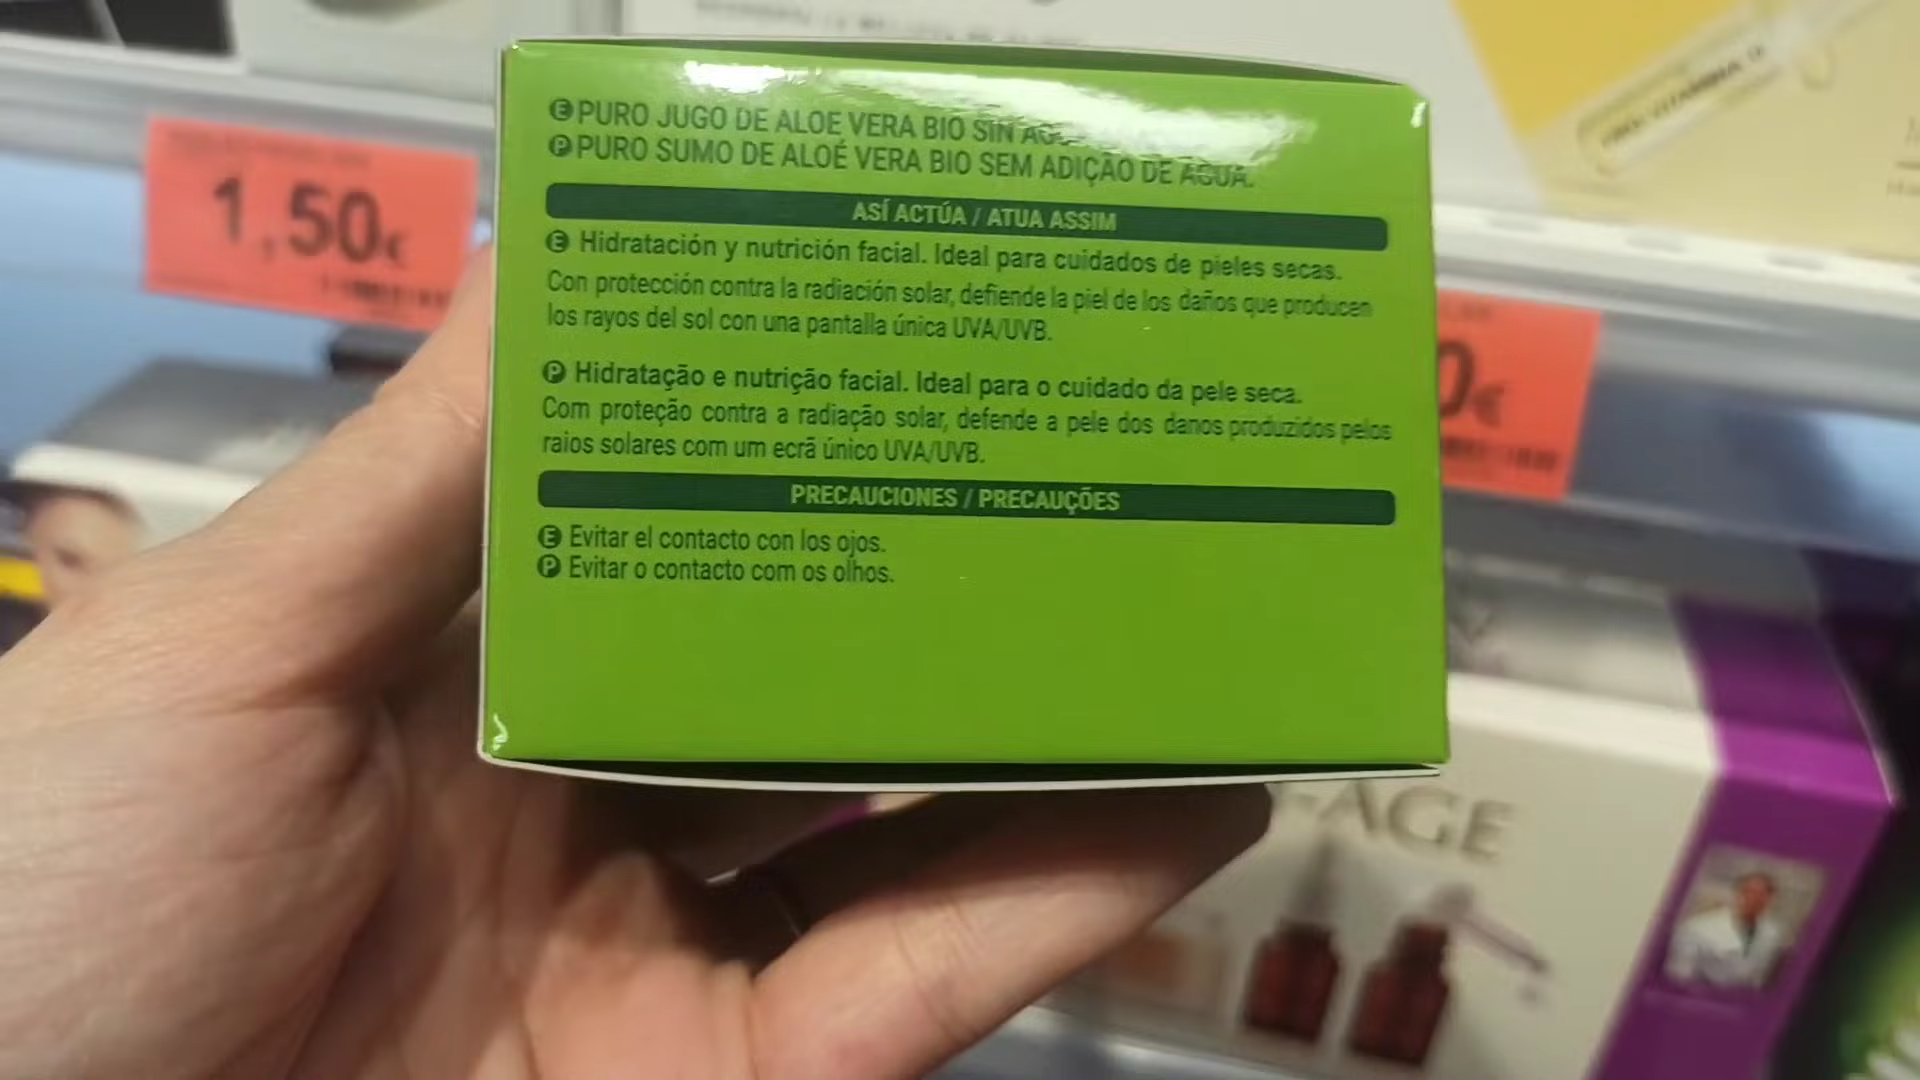 Ⓔ PURO JUGO DE ALOE VERA BIO SIN
Ⓟ PURO SUMO DE ALOÉ VERA BIO SEM ADIÇÃO DE AGUA.
ASÍ ACTÚA / ATUA ASSIM
Ⓔ Hidratación y nutrición facial. Ideal para cuidados de pieles secas.
Con protección contra la radiación solar, defiende la piel de los daños que producen
los rayos del sol con una pantalla única UVA/UVB.
Ⓟ Hidratação e nutrição facial. Ideal para o cuidado da pele seca.
Com proteção contra a radiação solar, defende a pele dos danos produzidos pelos
raios solares com um ecrã único UVA/UVB.
PRECAUCIONES / PRECAUÇÕES
Ⓔ Evitar el contacto con los ojos.
Ⓟ Evitar o contacto com os olhos.
1,50€
0€
-AGE